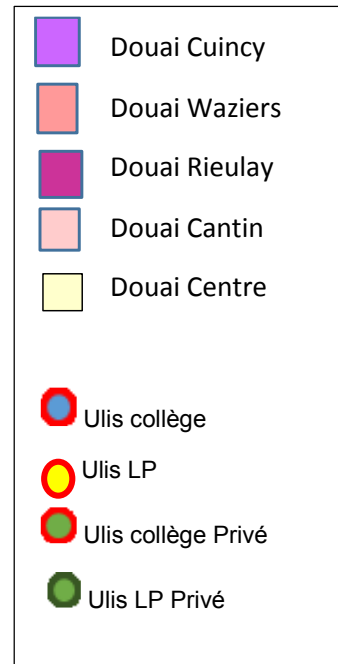 Douai Cuincy
Douai Waziers
Douai Rieulay
Douai Cantin
Douai Centre
Ulis collège
Ulis LP
Ulis collège Privé
Ulis LP Privé